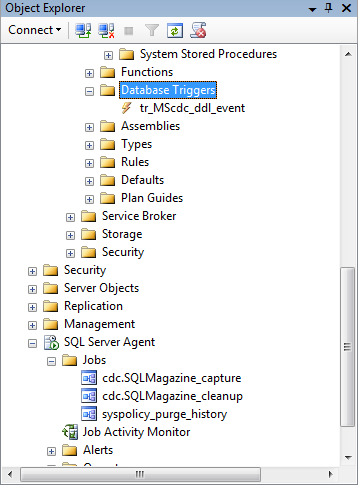 Object Explorer
Connect
System Stored Procedures
Functions
Database Triggers
tr_MScdc_ddl_event
Assemblies
Types
Rules
Defaults
Plan Guides
Service Broker
Storage
Security
Security
Server Objects
Replication
Management
SQL Server Agent
Jobs
cdc.SQLMagazine_capture
cdc.SQLMagazine_cleanup
syspolicy_purge_history
Job Activity Monitor
Alerts